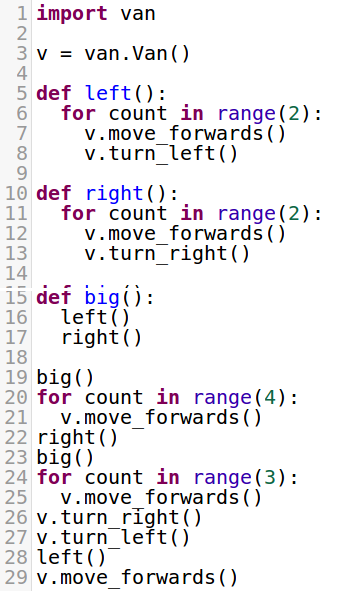 1 import van
2
3 v = van.Van()
4
5 def left():
6   for count in range(2):
7     v.move_forwards()
8     v.turn_left()
9
10 def right():
11   for count in range(2):
12     v.move_forwards()
13     v.turn_right()
14
15 def big():
16   left()
17   right()
18
19 big()
20 for count in range(4):
21   v.move_forwards()
22 right()
23 big()
24 for count in range(3):
25   v.move_forwards()
26 v.turn_right()
27 v.turn_left()
28 left()
29 v.move_forwards()